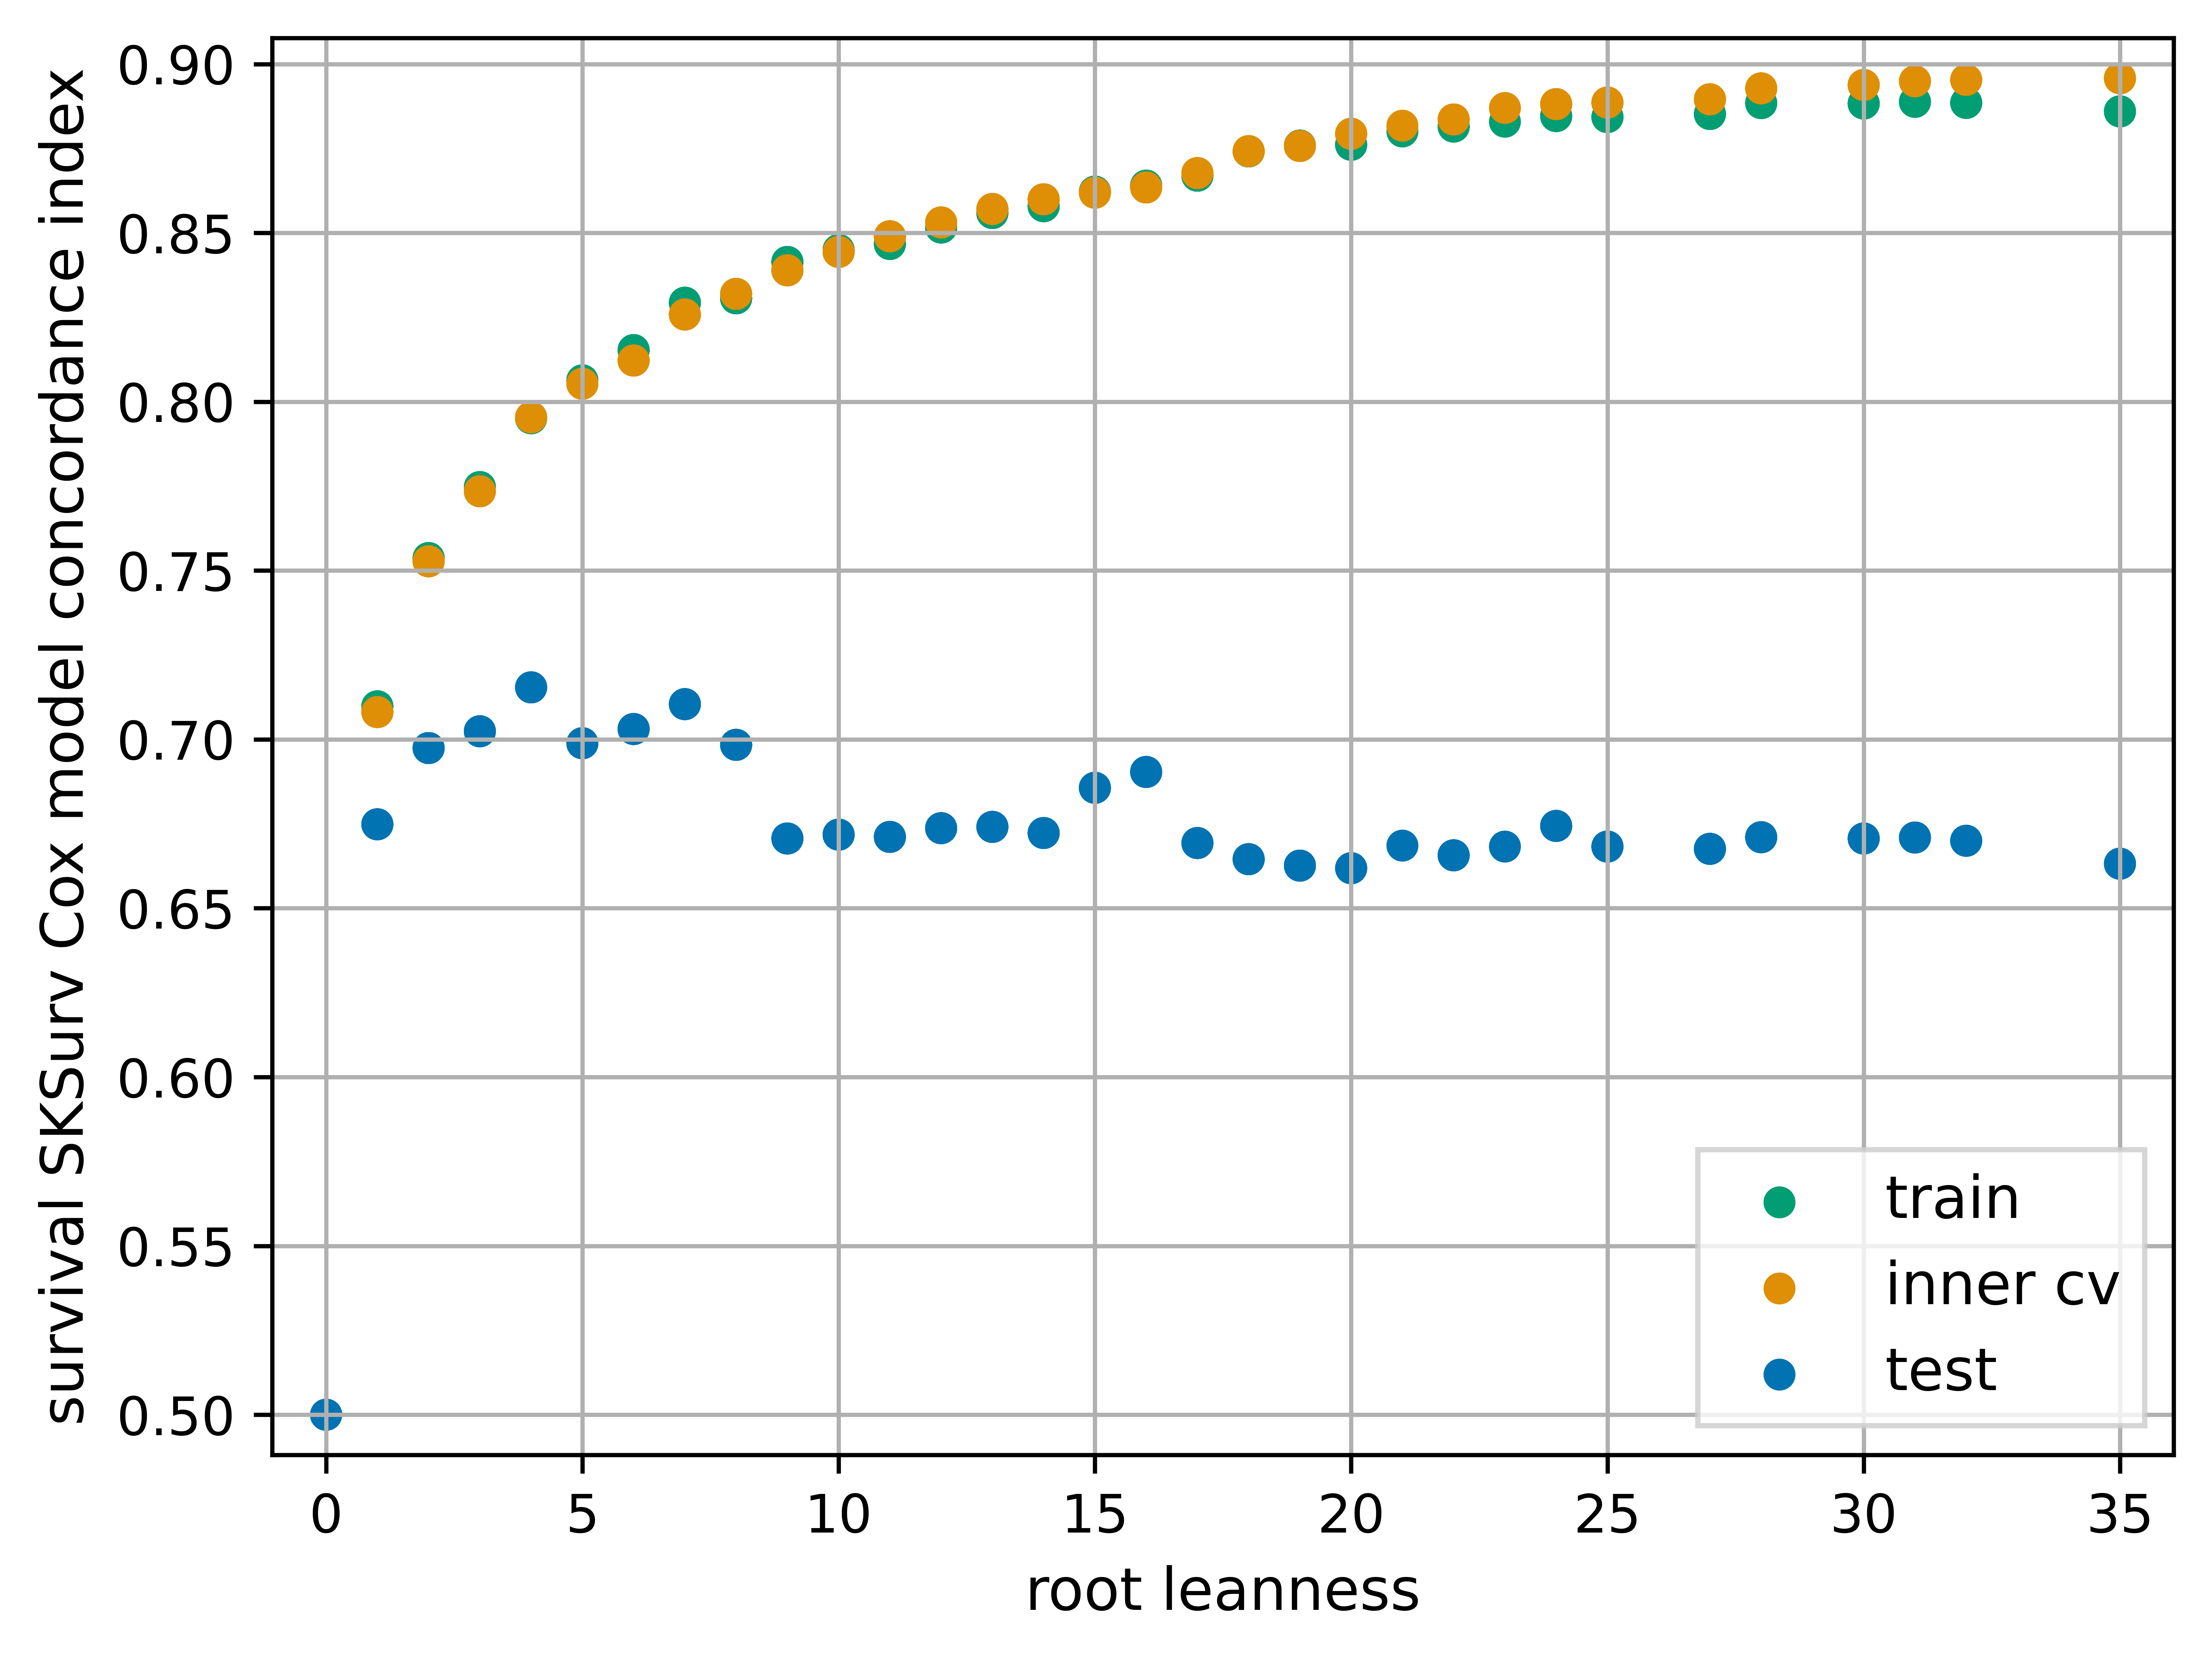 survival SKSurv Cox model concordance index
0.90
0.85
0.80
0.75
0.70
0.65
0.60
0.55
0.50
train
inner cv
test
0 5 10 15 20 25 30 35
root leanness